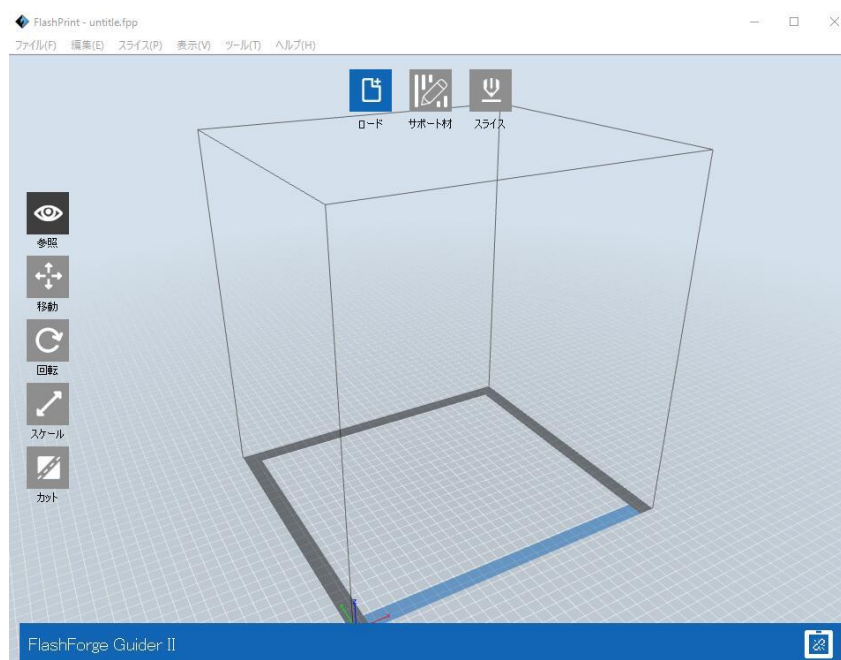 FlashPrint - untitle.fpp
ファイル(F) 編集(E) スライス(P) 表示(V) ツール(T) ヘルプ(H)
ロード サポート材 スライス
参照
移動
回転
スケール
カット
FlashForge Guider II